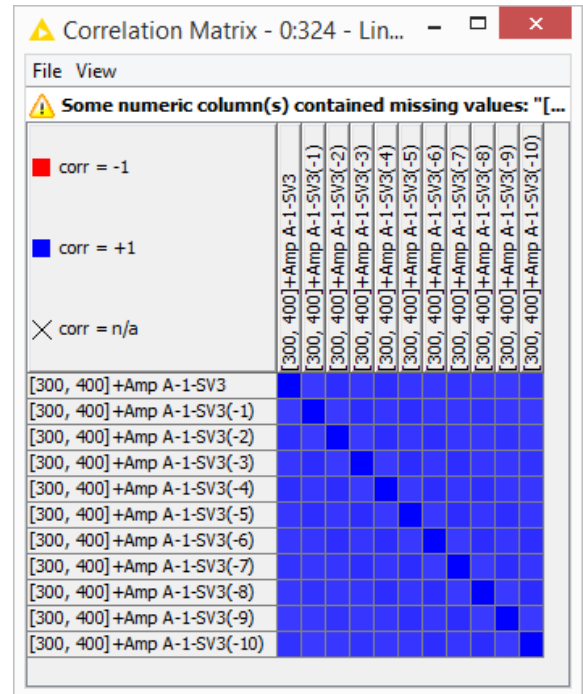 Correlation Matrix - 0:324 - Lin...
File View
Some numeric column(s) contained missing values: "[...
corr = -1
corr = +1
corr = n/a
[300, 400]+Amp A-1-SV3
[300, 400]+Amp A-1-SV3(-1)
[300, 400]+Amp A-1-SV3(-2)
[300, 400]+Amp A-1-SV3(-3)
[300, 400]+Amp A-1-SV3(-4)
[300, 400]+Amp A-1-SV3(-5)
[300, 400]+Amp A-1-SV3(-6)
[300, 400]+Amp A-1-SV3(-7)
[300, 400]+Amp A-1-SV3(-8)
[300, 400]+Amp A-1-SV3(-9)
[300, 400]+Amp A-1-SV3(-10)
[300, 400]+Amp A-1-SV3
[300, 400]+Amp A-1-SV3(-1)
[300, 400]+Amp A-1-SV3(-2)
[300, 400]+Amp A-1-SV3(-3)
[300, 400]+Amp A-1-SV3(-4)
[300, 400]+Amp A-1-SV3(-5)
[300, 400]+Amp A-1-SV3(-6)
[300, 400]+Amp A-1-SV3(-7)
[300, 400]+Amp A-1-SV3(-8)
[300, 400]+Amp A-1-SV3(-9)
[300, 400]+Amp A-1-SV3(-10)